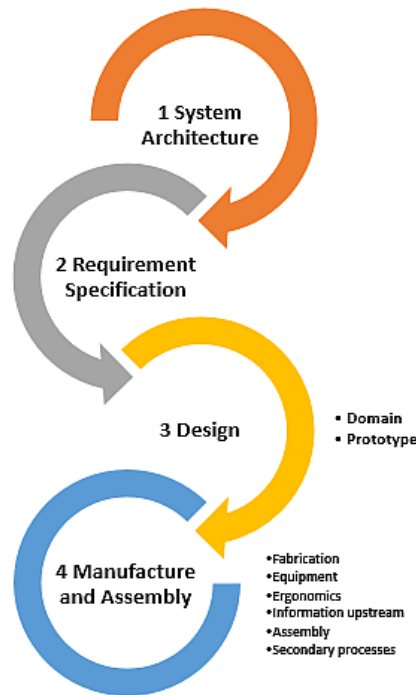 1 System
Architecture
2 Requirement
Specification
3 Design
• Domain
• Prototype
4 Manufacture
and Assembly
•Fabrication
•Equipment
•Ergonomics
•Information upstream
•Assembly
•Secondary processes